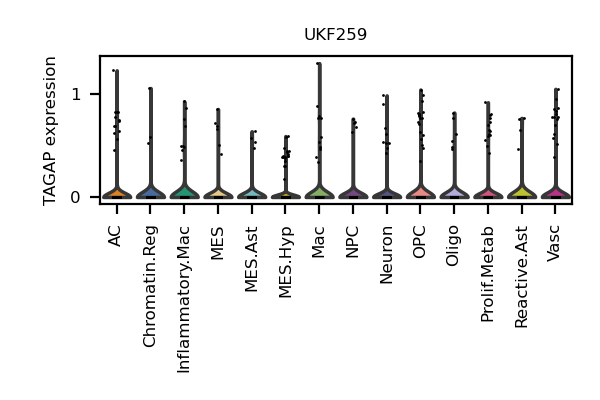 UKF259
TAGAP expression
1
0
AC
Chromatin.Reg
Inflammatory.Mac
MES
MES.Ast
MES.Hyp
Mac
NPC
Neuron
OPC
Oligo
Prolif.Metab
Reactive.Ast
Vasc